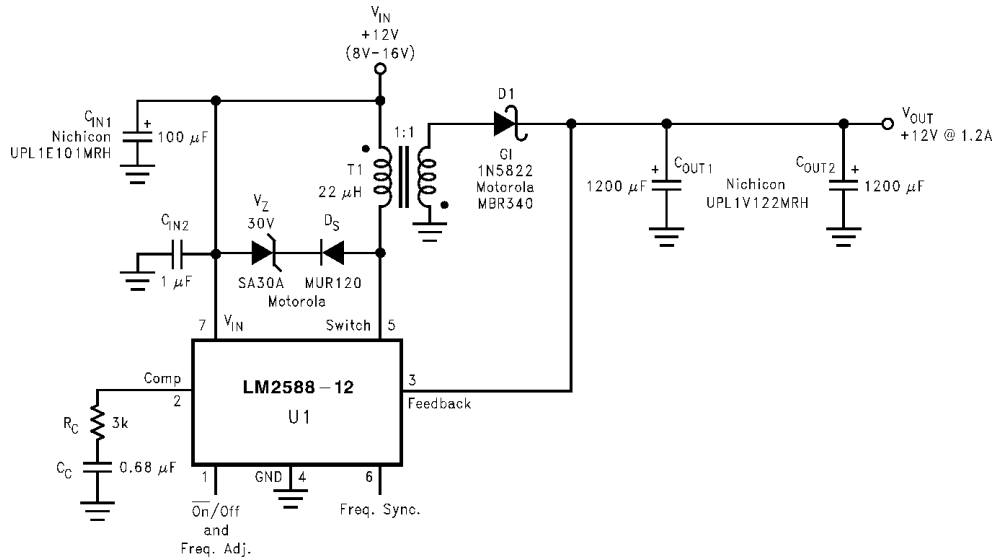 V_IN
+12V
(8V–16V)
C_IN1
Nichicon
UPL1E101MRH
+
100 μF
D1
V_OUT
+12V @ 1.2A
1:1
T1
22 μH
GI
1N5822
Motorola
MBR340
+
C_OUT1
1200 μF
Nichicon
UPL1V122MRH
C_OUT2
+
1200 μF
V_Z
30V
D_S
C_IN2
1 μF
SA30A
MUR120
Motorola
7
V_IN
Switch
5
Comp
2
LM2588–12
U1
3
Feedback
R_C
3k
C_C
0.68 μF
1
GND
4
6
On/Off
and
Freq. Adj.
Freq. Sync.